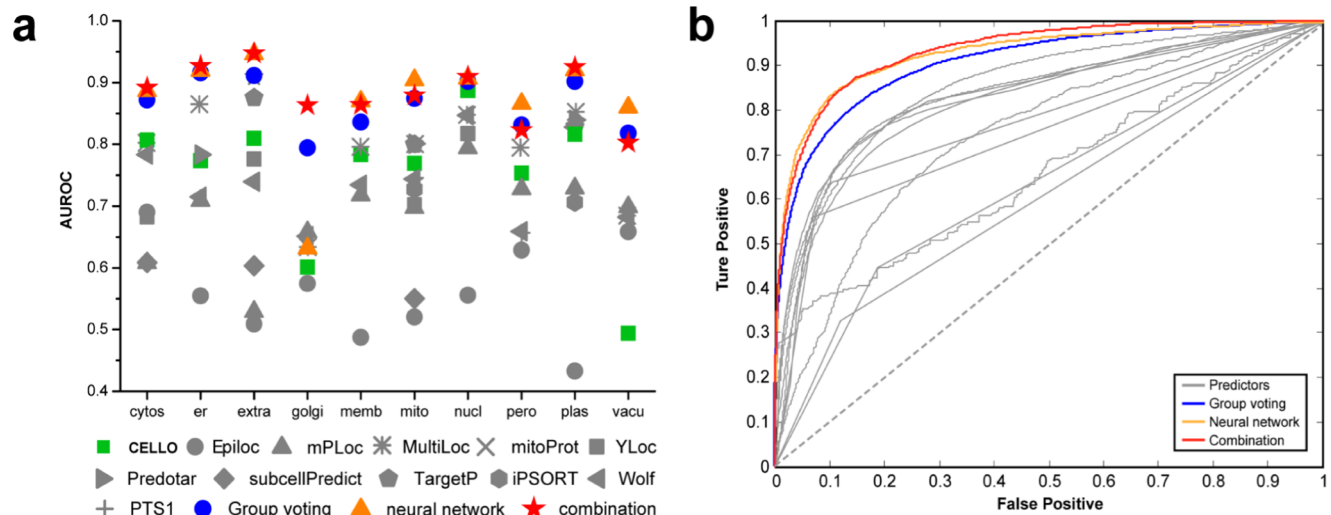 a
b
1.0
0.9
0.8
0.7
0.6
0.5
0.4
AUROC
cytos er extra golgi memb mito nucl pero plas vacu
CELLO Epiloc mPLoc MultiLoc mitoProt YLoc
Predotar subcellPredict TargetP iPSORT Wolf
PTS1 Group voting neural network combination
1
0.9
0.8
0.7
0.6
0.5
0.4
0.3
0.2
0.1
0
Ture Positive
0 0.1 0.2 0.3 0.4 0.5 0.6 0.7 0.8 0.9 1
False Positive
Predictors
Group voting
Neural network
Combination